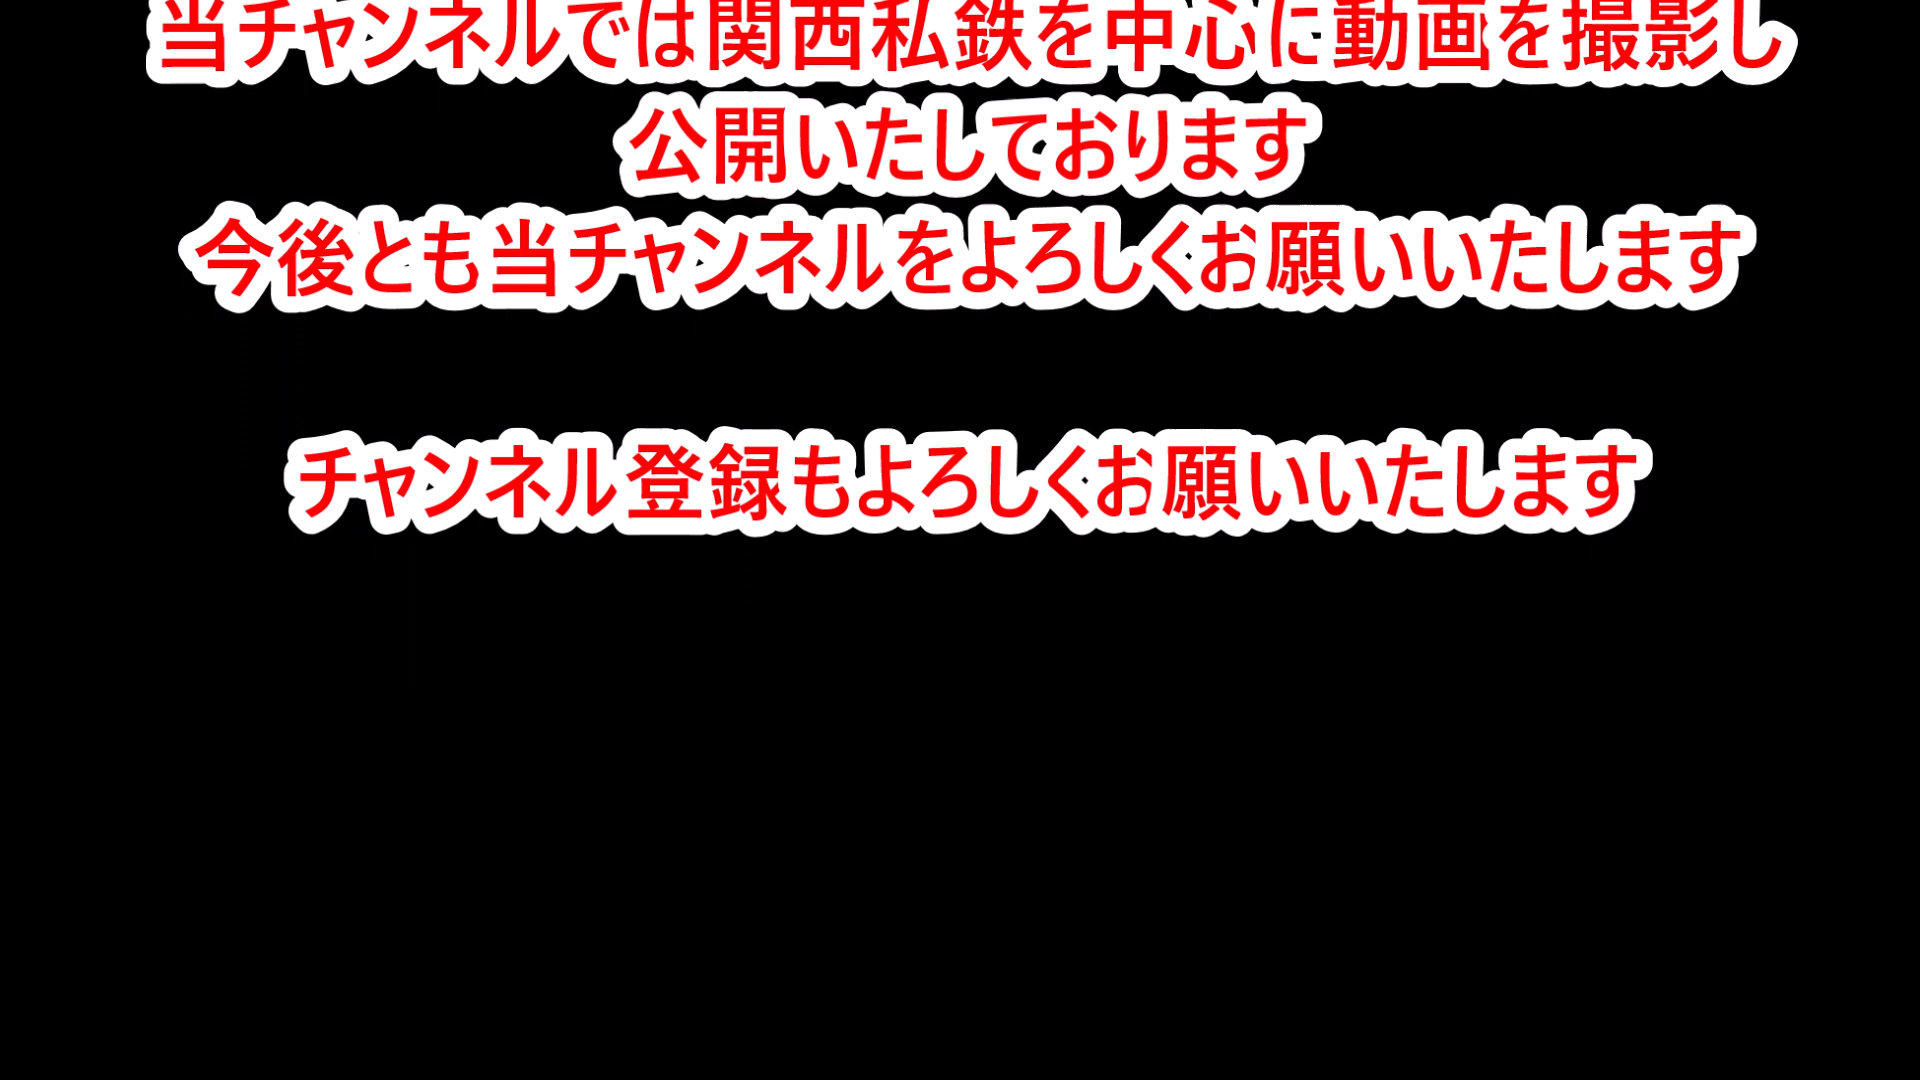 当チャンネルでは関西私鉄を中心に動画を撮影し
公開いたしております
今後とも当チャンネルをよろしくお願いいたします
チャンネル登録もよろしくお願いいたします